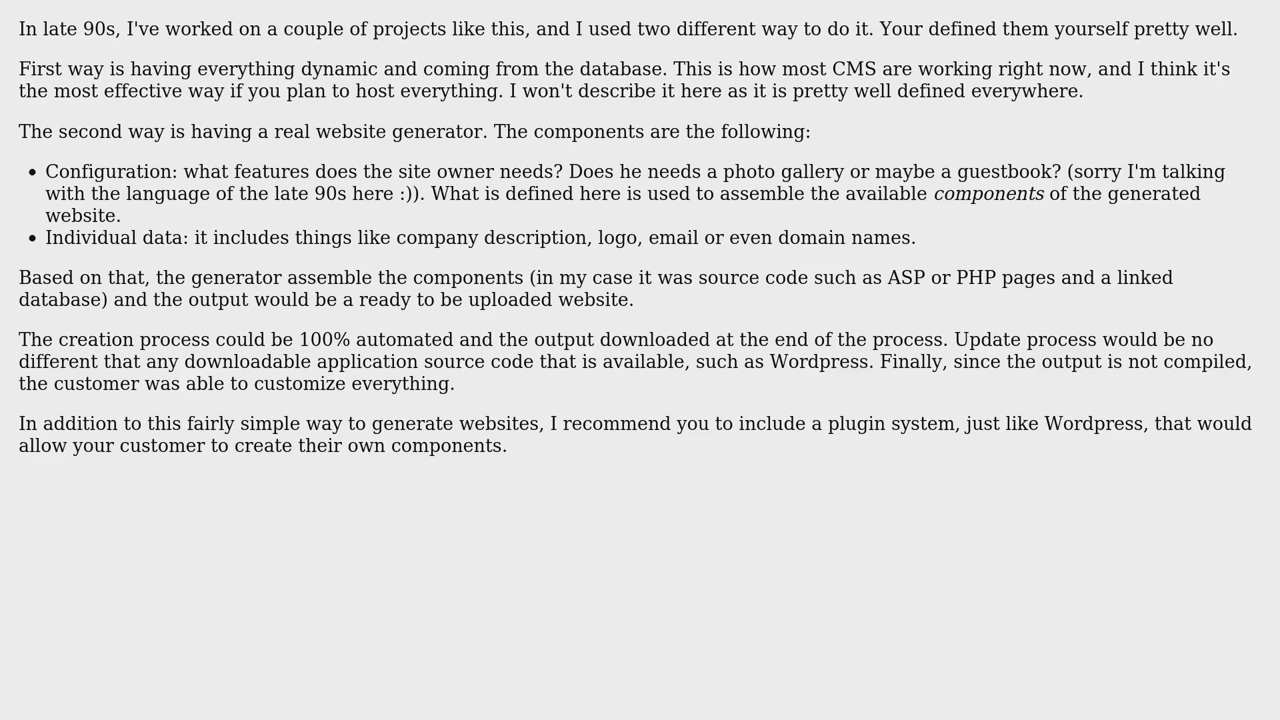 In late 90s, I've worked on a couple of projects like this, and I used two different way to do it. Your defined them yourself pretty well.
First way is having everything dynamic and coming from the database. This is how most CMS are working right now, and I think it's
the most effective way if you plan to host everything. I won't describe it here as it is pretty well defined everywhere.
The second way is having a real website generator. The components are the following:
• Configuration: what features does the site owner needs? Does he needs a photo gallery or maybe a guestbook? (sorry I'm talking
with the language of the late 90s here :)). What is defined here is used to assemble the available components of the generated
website.
• Individual data: it includes things like company description, logo, email or even domain names.
Based on that, the generator assemble the components (in my case it was source code such as ASP or PHP pages and a linked
database) and the output would be a ready to be uploaded website.
The creation process could be 100% automated and the output downloaded at the end of the process. Update process would be no
different that any downloadable application source code that is available, such as Wordpress. Finally, since the output is not compiled,
the customer was able to customize everything.
In addition to this fairly simple way to generate websites, I recommend you to include a plugin system, just like Wordpress, that would
allow your customer to create their own components.